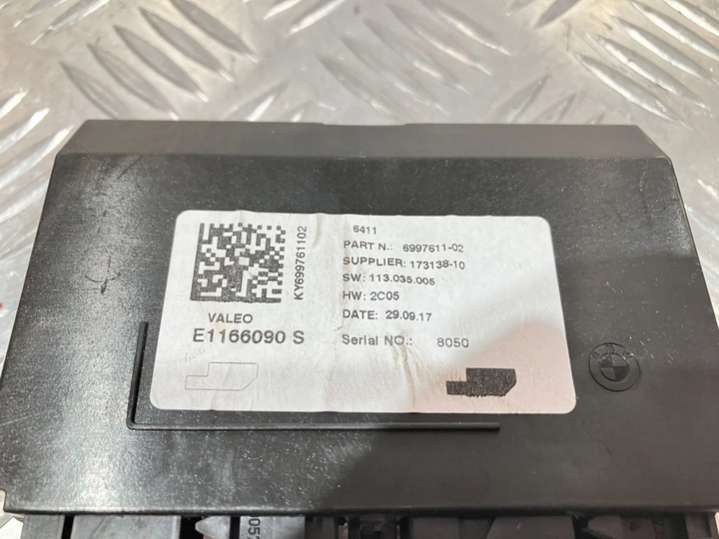 KY699761102
VALEO
E1166090 S
6411
PART N.: 6997611-02
SUPPLIER: 173138-10
SW: 113.035.005
HW: 2C05
DATE: 29.09.17
Serial NO.: 8050